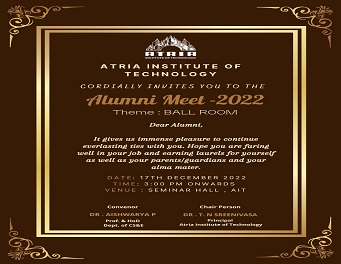 ATRIA
INSTITUTE OF TECHNOLOGY
ATRIA INSTITUTE OF
TECHNOLOGY
CORDIALLY INVITES YOU TO THE
Alumni Meet -2022
Theme : BALL ROOM
Dear Alumni,
It gives us immense pleasure to continue
everlasting ties with you. Hope you are faring
well in your job and earning laurels for yourself
as well as your parents/guardians and your
alma mater.
DATE: 17TH DECEMBER 2022
TIME: 3:00 PM ONWARDS
VENUE : SEMINAR HALL , AIT
Convenor
Chair Person
DR . AISHWARYA P
DR . T. N SREENIVASA
Prof. & HoD
Principal
Dept. of CS&E
Atria Institute of Technology